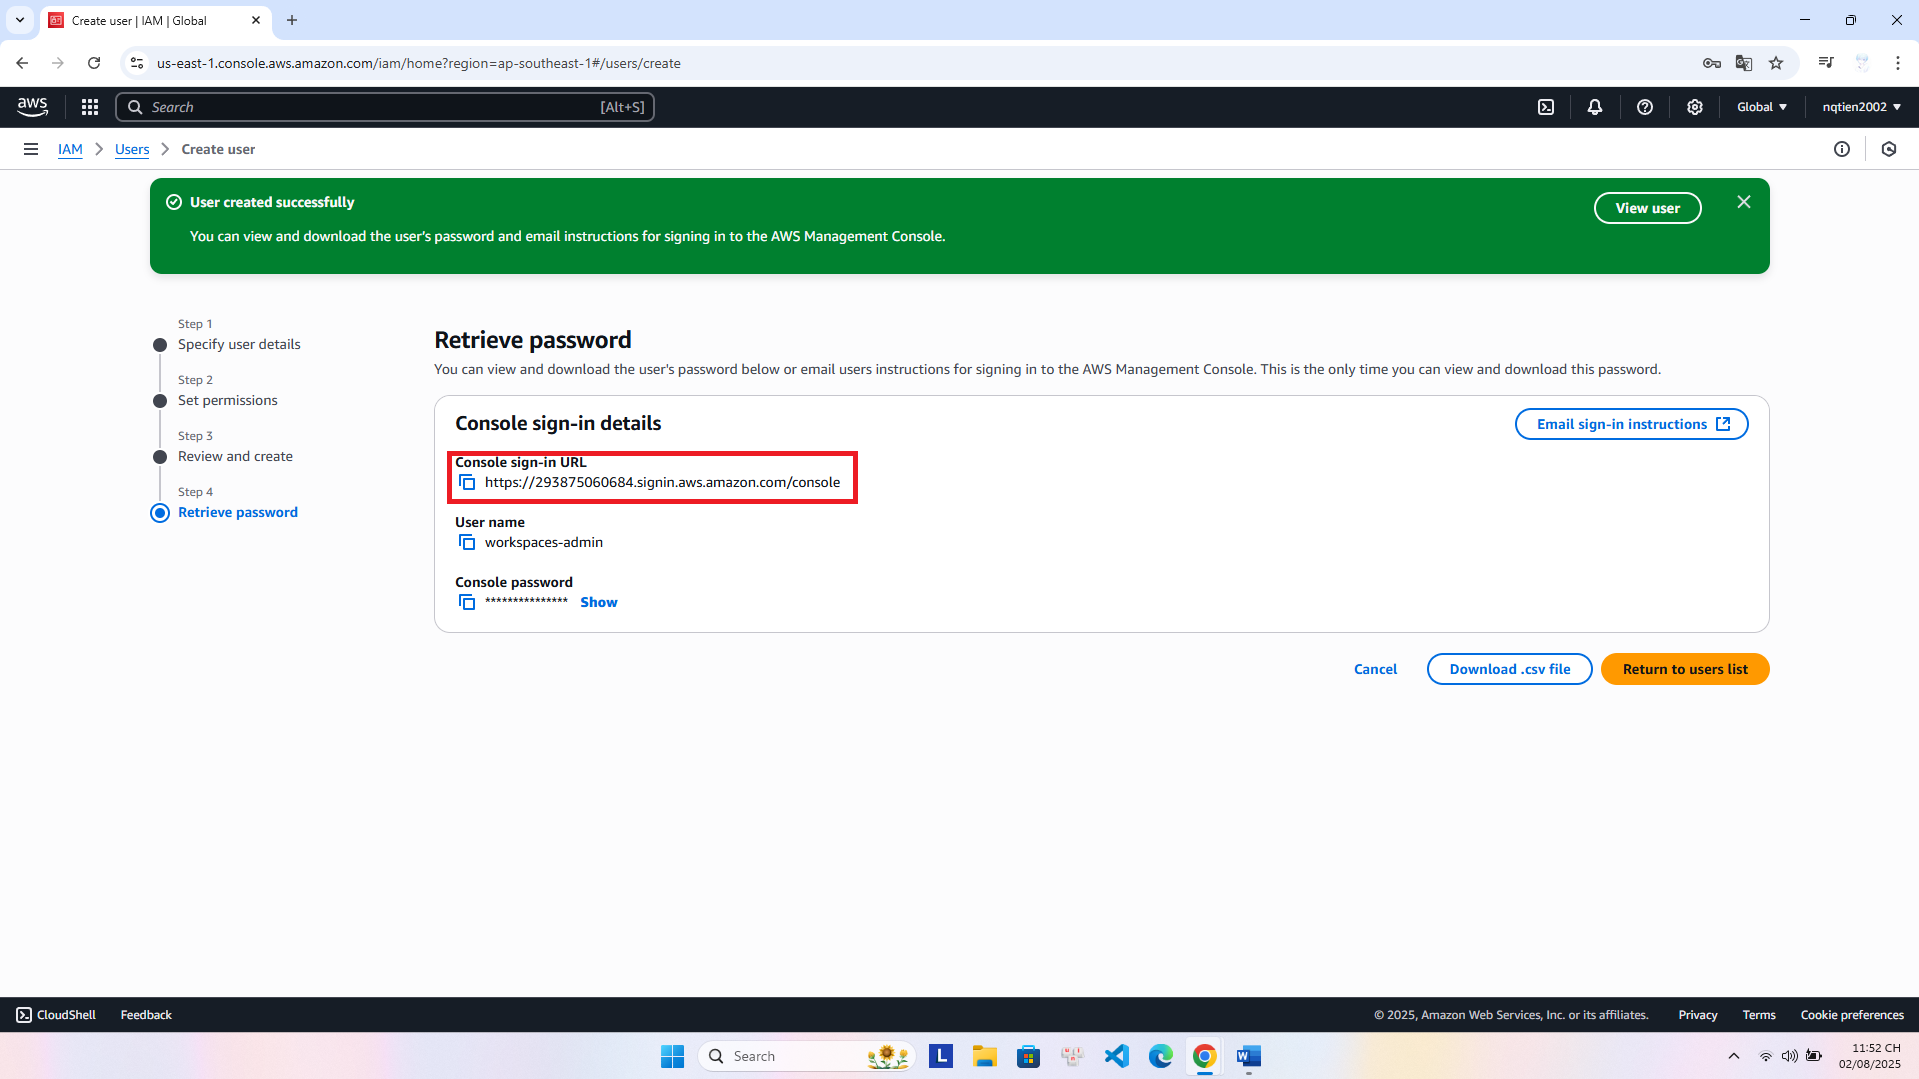 Create user | IAM | Global
us-east-1.console.aws.amazon.com/iam/home?region=ap-southeast-1#/users/create
aws
Search
[Alt+S]
Global
nqtien2002
IAM
Users
Create user
User created successfully
You can view and download the user's password and email instructions for signing in to the AWS Management Console.
View user
Step 1
Specify user details
Step 2
Set permissions
Step 3
Review and create
Step 4
Retrieve password
Retrieve password
You can view and download the user's password below or email users instructions for signing in to the AWS Management Console. This is the only time you can view and download this password.
Console sign-in details
Email sign-in instructions
Console sign-in URL
https://293875060684.signin.aws.amazon.com/console
User name
workspaces-admin
Console password
*************** Show
Cancel
Download .csv file
Return to users list
CloudShell
Feedback
© 2025, Amazon Web Services, Inc. or its affiliates.
Privacy
Terms
Cookie preferences
Search
L
W
11:52 CH
02/08/2025